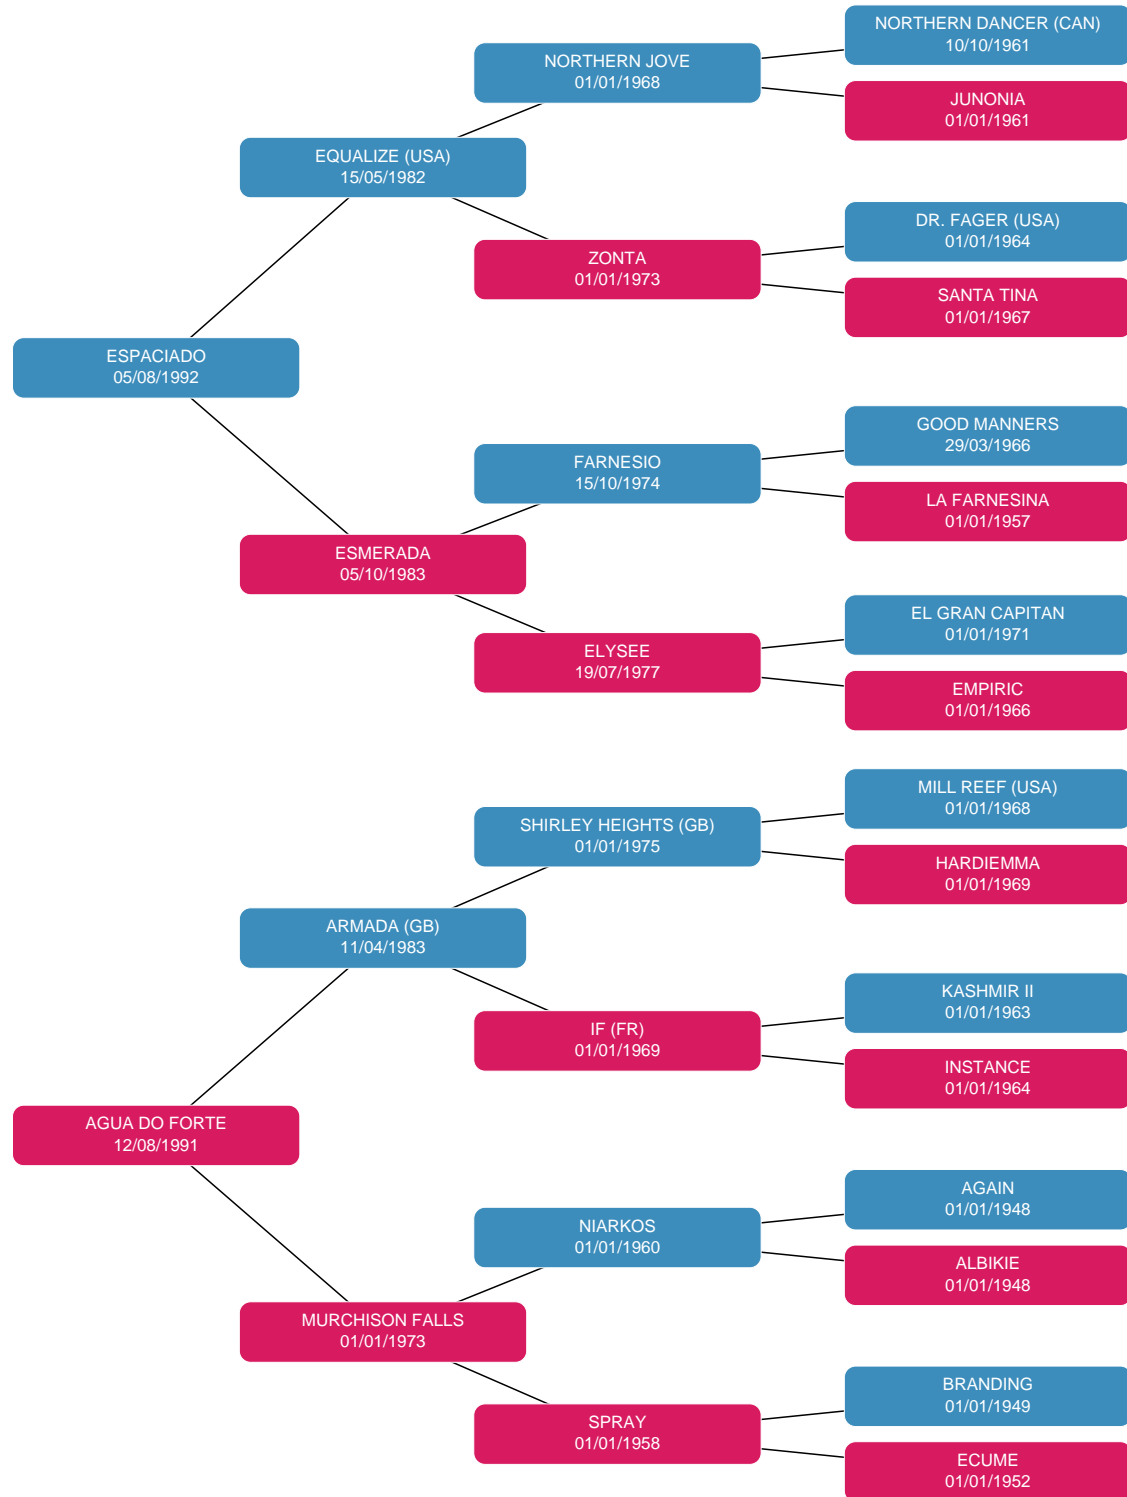 NORTHERN DANCER (CAN)
10/10/1961
NORTHERN JOVE
01/01/1968
JUNONIA
01/01/1961
EQUALIZE (USA)
15/05/1982
DR. FAGER (USA)
01/01/1964
ZONTA
01/01/1973
SANTA TINA
01/01/1967
ESPACIADO
05/08/1992
GOOD MANNERS
29/03/1966
FARNESIO
15/10/1974
LA FARNESINA
01/01/1957
ESMERADA
05/10/1983
EL GRAN CAPITAN
01/01/1971
ELYSEE
19/07/1977
EMPIRIC
01/01/1966
MILL REEF (USA)
01/01/1968
SHIRLEY HEIGHTS (GB)
01/01/1975
HARDIEMMA
01/01/1969
ARMADA (GB)
11/04/1983
KASHMIR II
01/01/1963
IF (FR)
01/01/1969
INSTANCE
01/01/1964
AGUA DO FORTE
12/08/1991
AGAIN
01/01/1948
NIARKOS
01/01/1960
ALBIKIE
01/01/1948
MURCHISON FALLS
01/01/1973
BRANDING
01/01/1949
SPRAY
01/01/1958
ECUME
01/01/1952